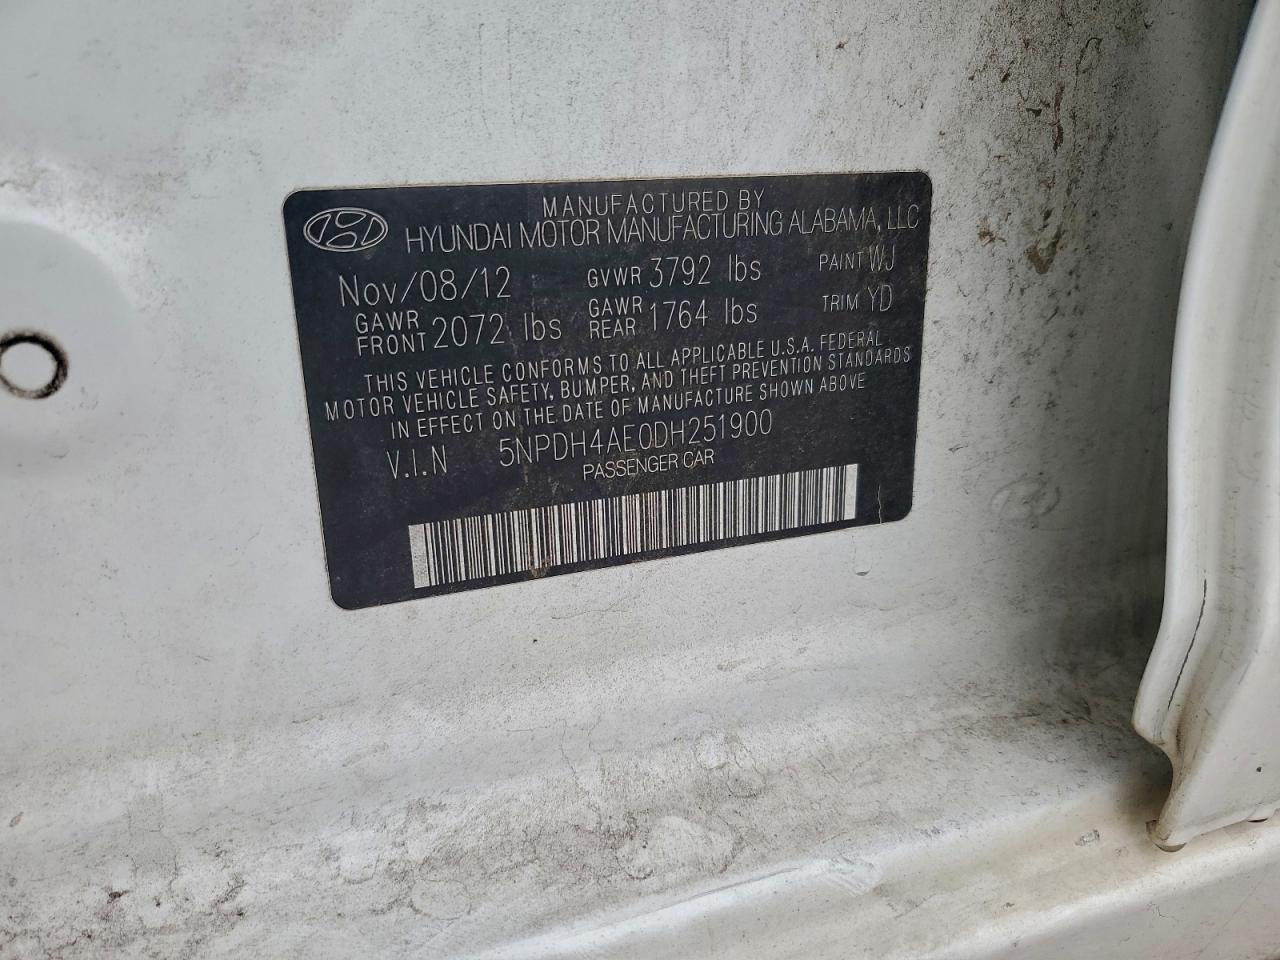 MANUFACTURED BY
HYUNDAI MOTOR MANUFACTURING ALABAMA, LLC
Nov/08/12 GVWR 3792 lbs PAINT WJ
GAWR FRONT 2072 lbs GAWR REAR 1764 lbs TRIM YD
THIS VEHICLE CONFORMS TO ALL APPLICABLE U.S.A. FEDERAL
MOTOR VEHICLE SAFETY, BUMPER, AND THEFT PREVENTION STANDARDS
IN EFFECT ON THE DATE OF MANUFACTURE SHOWN ABOVE
V.I.N 5NPDH4AE0DH251900
PASSENGER CAR